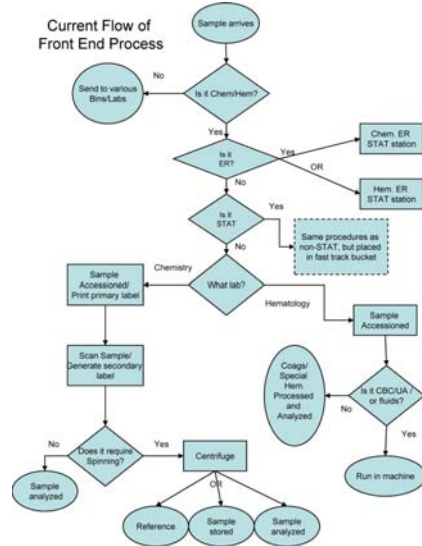 Current Flow of
Front End Process
Sample arrives
No
Send to various
Bins/Labs
Is it Chem/Hem?
Yes
Is it
ER?
Yes
OR
Chem. ER
STAT station
Hem. ER
STAT station
No
Is it
STAT
Yes
Same procedures as
non-STAT, but placed
in fast track bucket
No
Chemistry
What lab?
Hematology
Sample
Accessioned/
Print primary label
Sample
Accessioned
Scan Sample/
Generate secondary
label
Coags/
Special
Hem.
Processed
and
Analyzed
Is it CBC/UA /
or fluids?
No
Yes
Run in machine
No
Does it require
Spinning?
Yes
Centrifuge
Sample
analyzed
OR
Reference
Sample
stored
Sample
analyzed